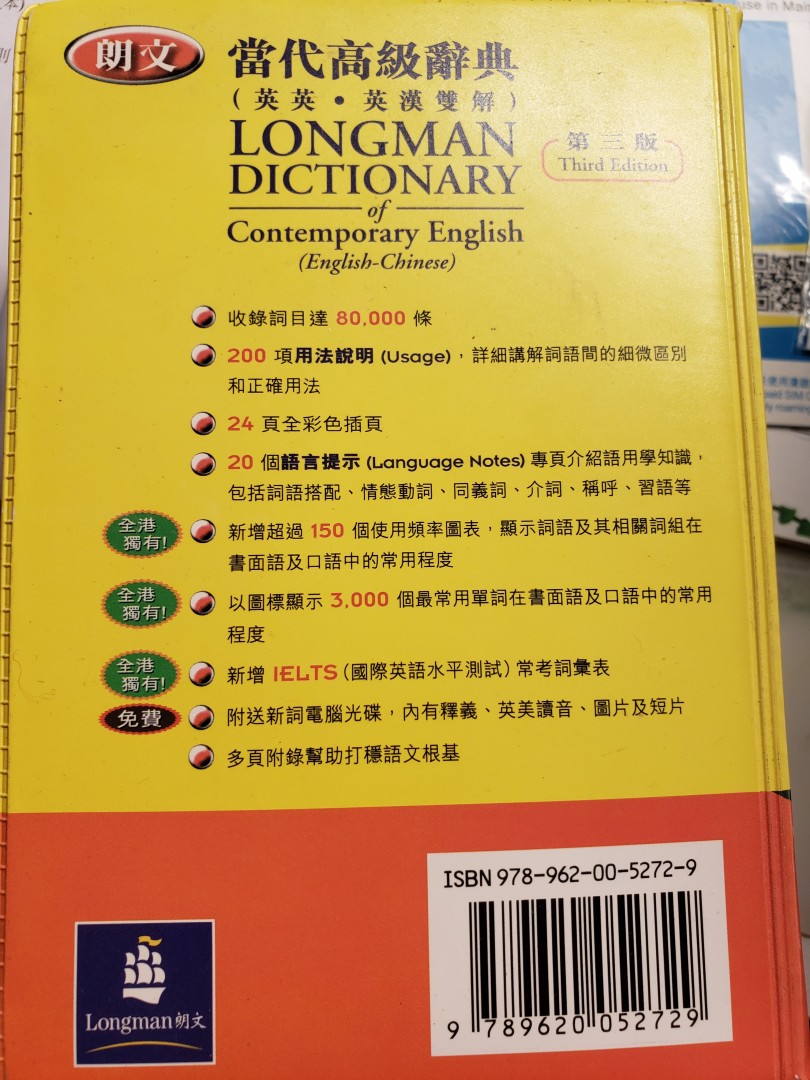 朗文
當代高級辭典
(英英•英漢雙解)
LONGMAN
DICTIONARY
of
Contemporary English
(English-Chinese)
第三版
Third Edition
收錄詞目達 80,000 條
200 項用法說明 (Usage)，詳細講解詞語間的細微區別
和正確用法
24 頁全彩色插頁
20 個語言提示 (Language Notes) 專頁介紹語用學知識，
包括詞語搭配、情態動詞、同義詞、介詞、稱呼、習語等
全港
獨有!
新增超過 150 個使用頻率圖表，顯示詞語及其相關詞組在
書面語及口語中的常用程度
全港
獨有!
以圖標顯示 3,000 個最常用單詞在書面語及口語中的常用
程度
全港
獨有!
新增 IELTS (國際英語水平測試) 常考詞彙表
免費
附送新詞電腦光碟，內有釋義、英美讀音、圖片及短片
多頁附錄幫助打穩語文根基
ISBN 978-962-00-5272-9
9 789620 052729
Longman朗文
use in Mai